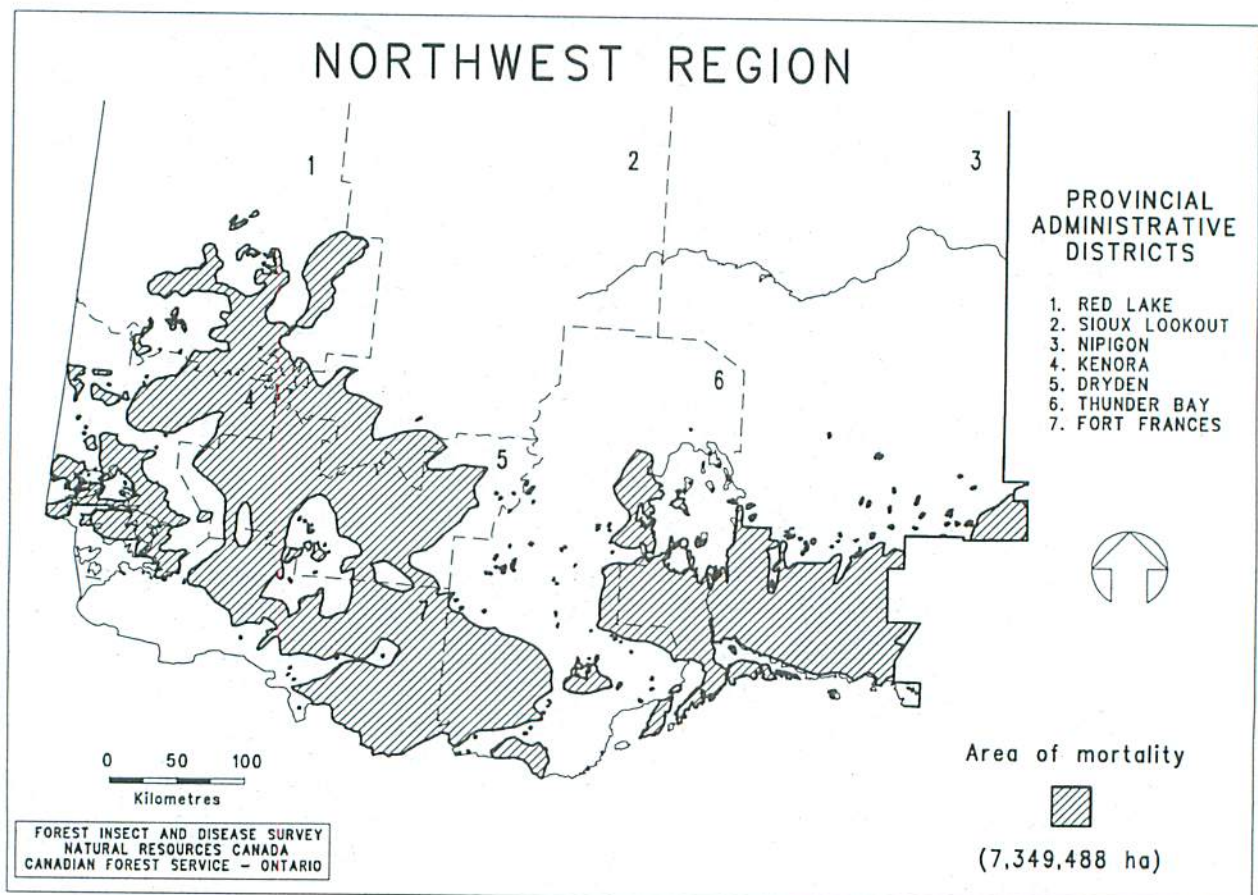 NORTHWEST REGION
1
2
3
4
5
6
7
PROVINCIAL
ADMINISTRATIVE
DISTRICTS
1. RED LAKE
2. SIOUX LOOKOUT
3. NIPIGON
4. KENORA
5. DRYDEN
6. THUNDER BAY
7. FORT FRANCES
0 50 100
Kilometres
Area of mortality
(7,349,488 ha)
FOREST INSECT AND DISEASE SURVEY
NATURAL RESOURCES CANADA
CANADIAN FOREST SERVICE - ONTARIO